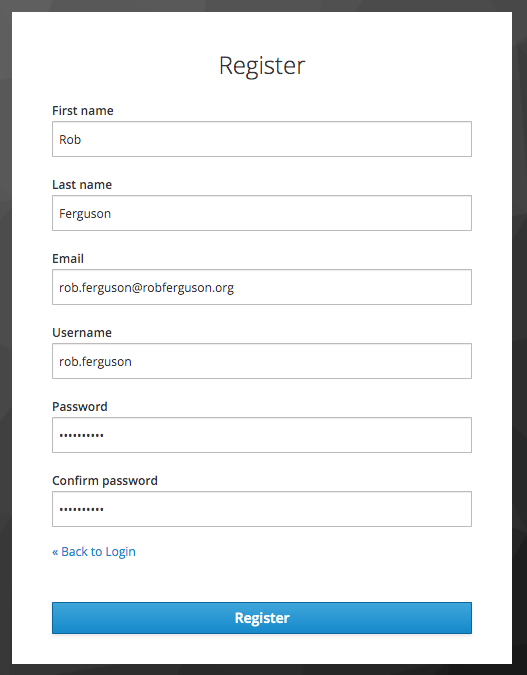 Register
First name
Rob
Last name
Ferguson
Email
rob.ferguson@robferguson.org
Username
rob.ferguson
Password
••••••••••
Confirm password
••••••••••
« Back to Login
Register